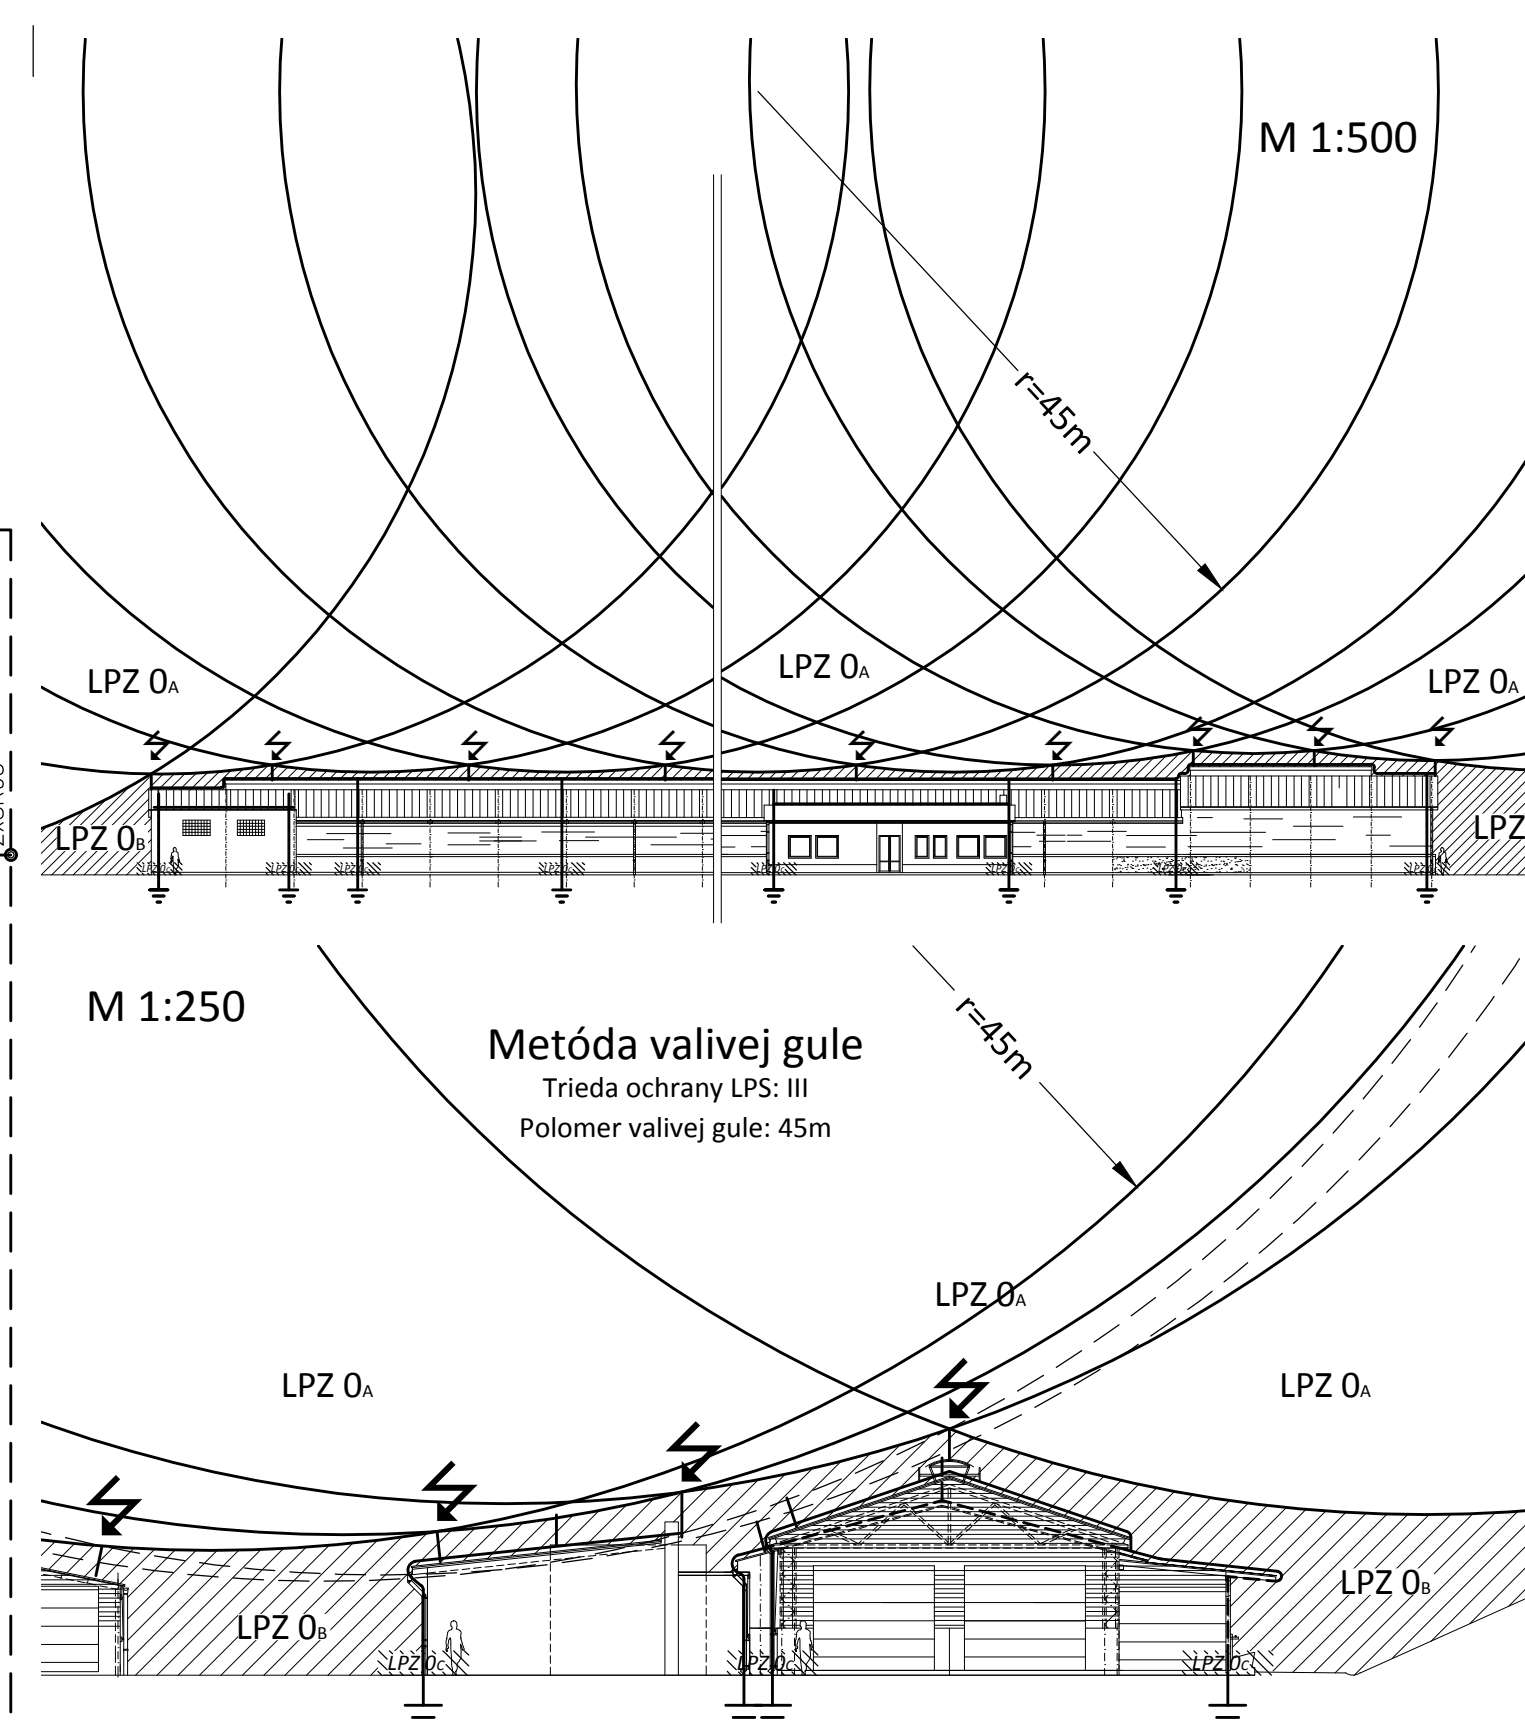 M 1:500
r=45m
LPZ 0A
LPZ 0A
LPZ 0A
LPZ 0B
LPZ
M 1:250
r=45m
Metóda valivej gule
Trieda ochrany LPS: III
Polomer valivej gule: 45m
LPZ 0A
LPZ 0A
LPZ 0A
LPZ 0B
LPZ 0B
LPZ 0C
LPZ 0C
LPZ 0C